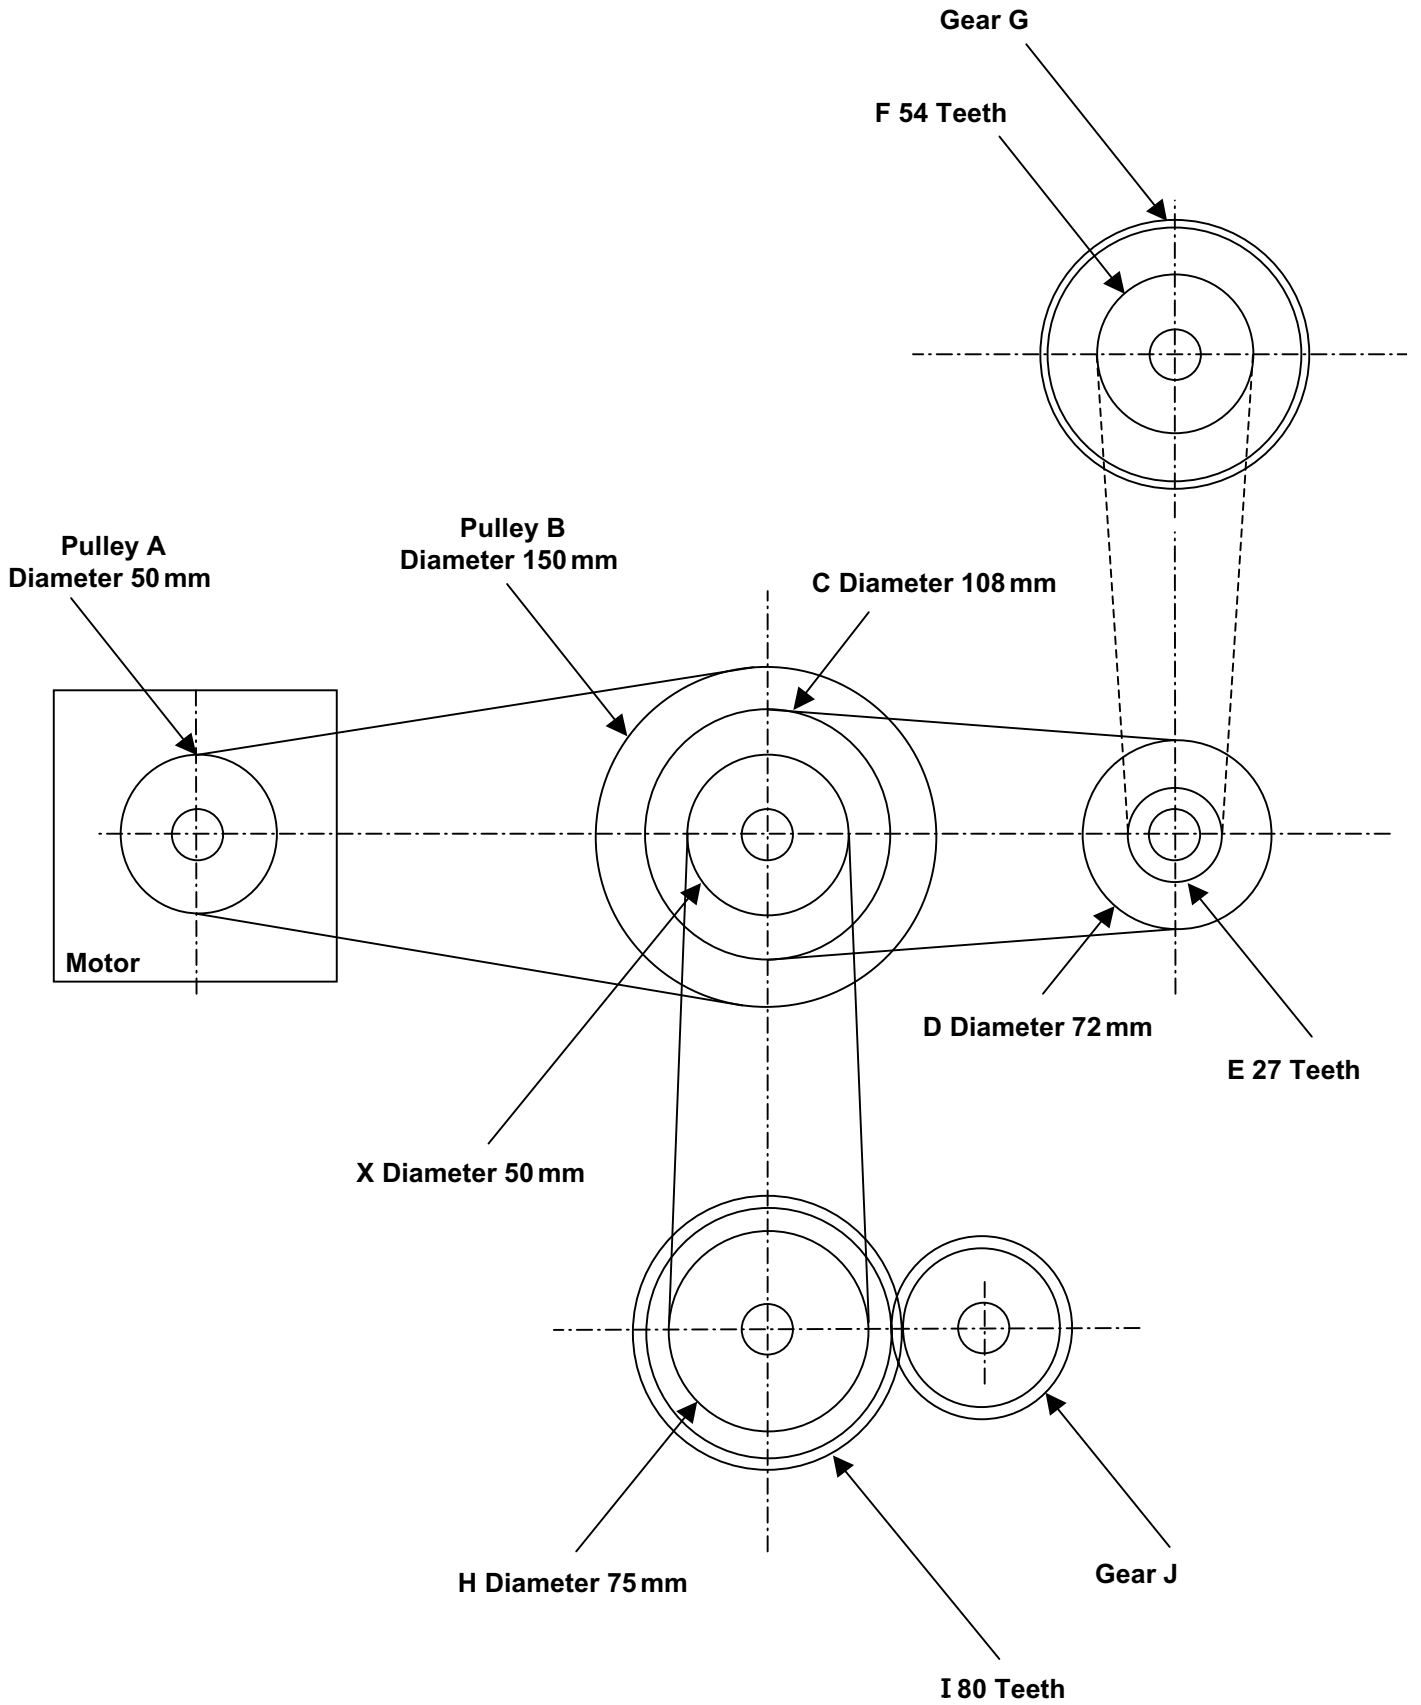 Gear G
F 54 Teeth
Pulley B
Diameter 150 mm
Pulley A
Diameter 50 mm
C Diameter 108 mm
Motor
D Diameter 72 mm
E 27 Teeth
X Diameter 50 mm
Gear J
H Diameter 75 mm
I 80 Teeth